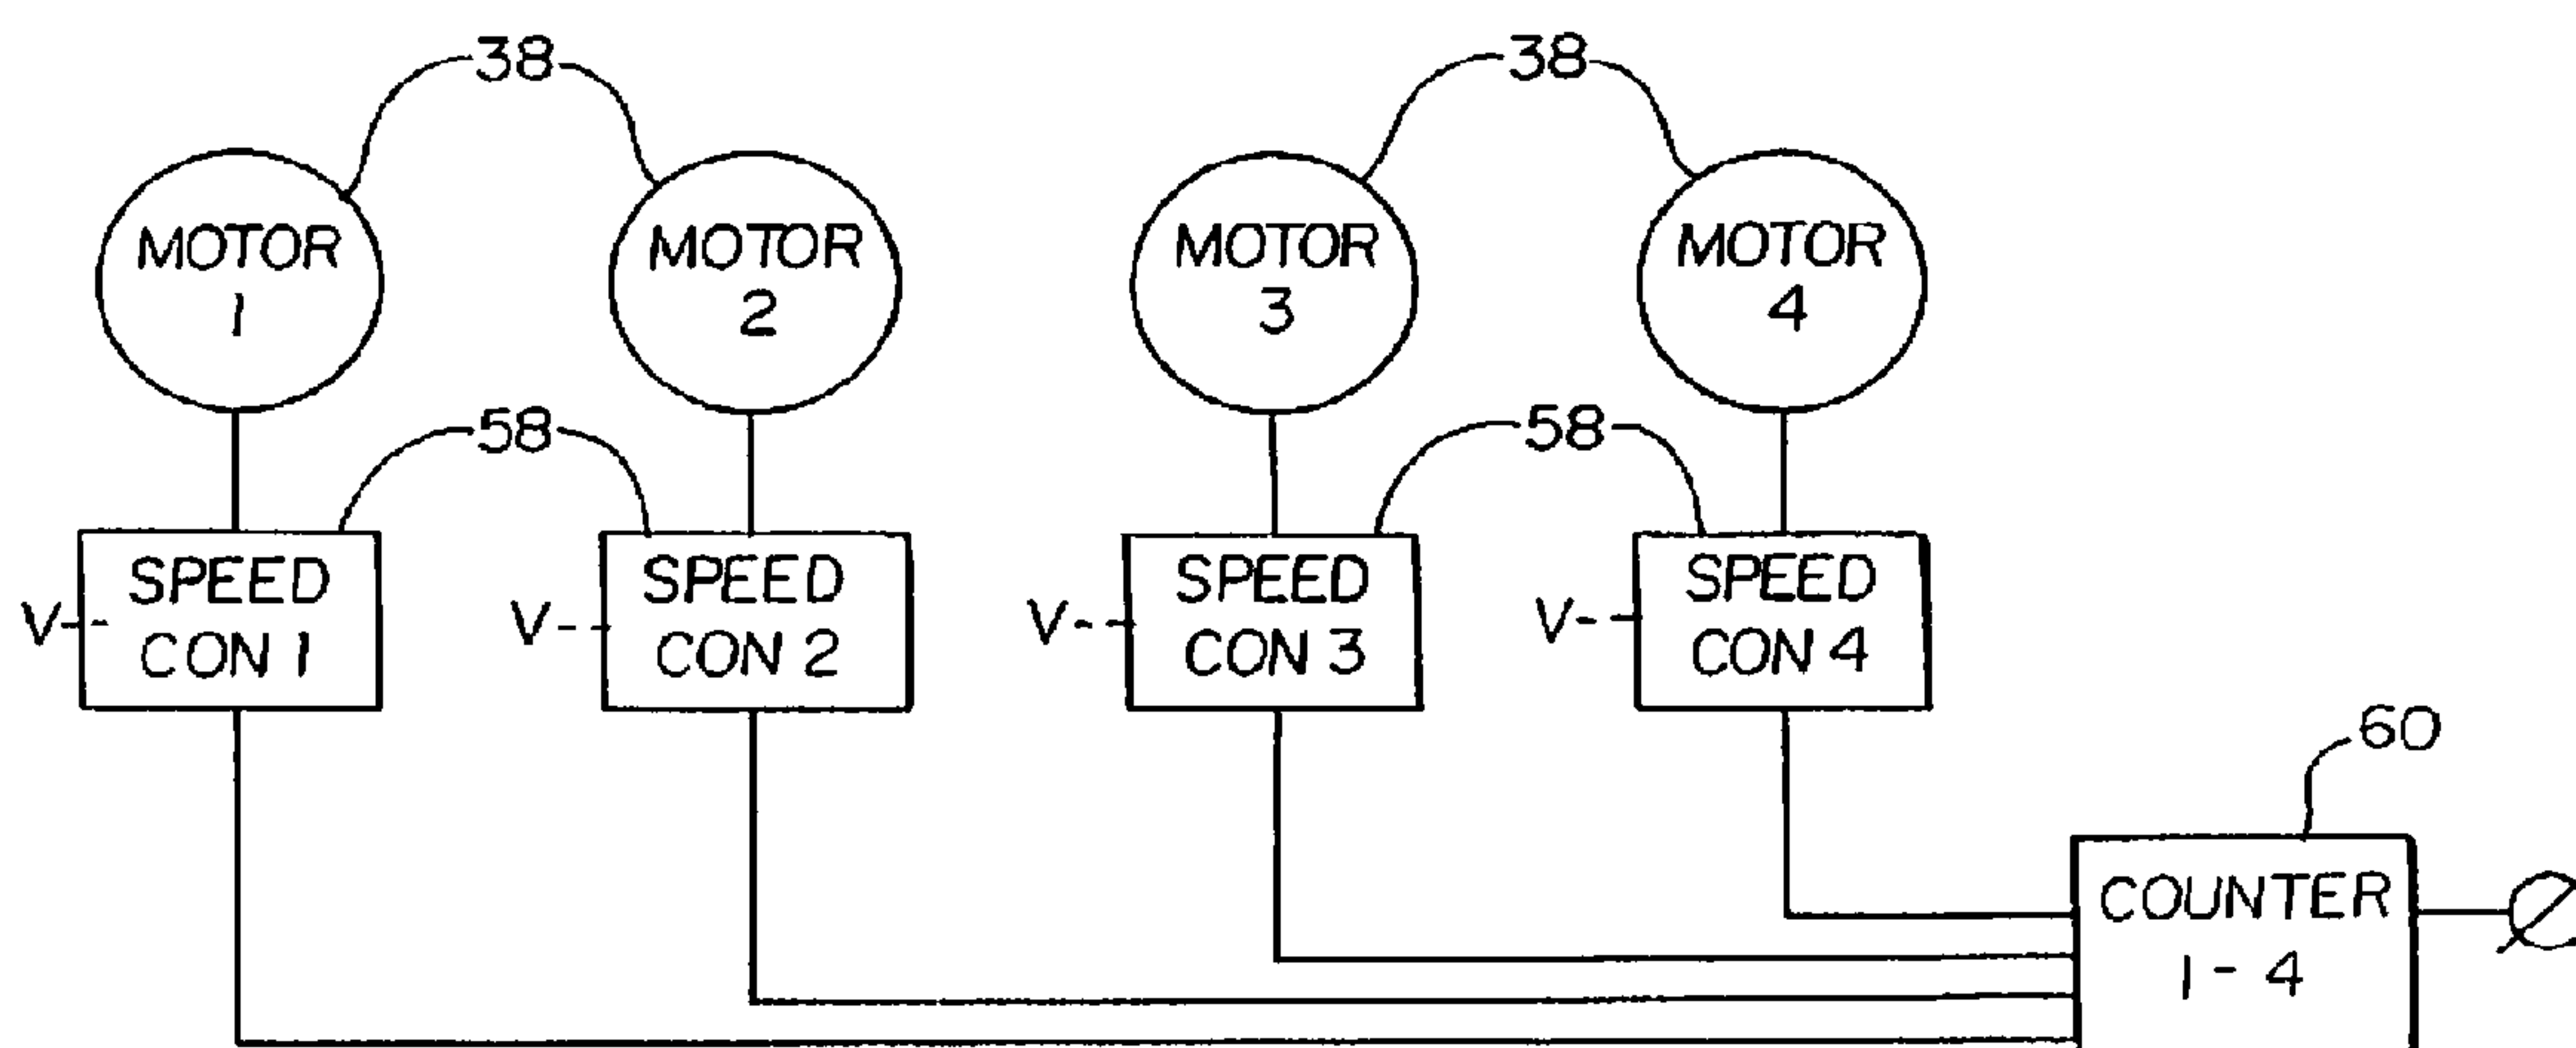 38
38
MOTOR
1
MOTOR
2
MOTOR
3
MOTOR
4
58
58
V
SPEED
CON 1
V
SPEED
CON 2
V
SPEED
CON 3
V
SPEED
CON 4
60
COUNTER
1-4